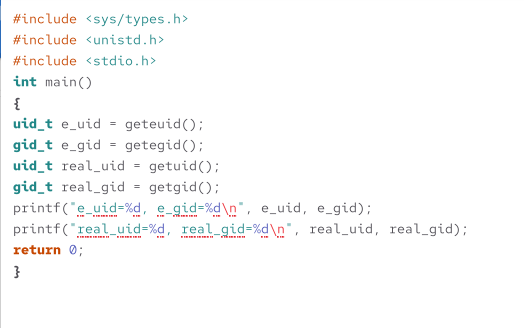 #include <sys/types.h>
#include <unistd.h>
#include <stdio.h>
int main()
{
uid_t e_uid = geteuid();
gid_t e_gid = getegid();
uid_t real_uid = getuid();
gid_t real_gid = getgid();
printf("e_uid=%d, e_gid=%d\n", e_uid, e_gid);
printf("real_uid=%d, real_gid=%d\n", real_uid, real_gid);
return 0;
}